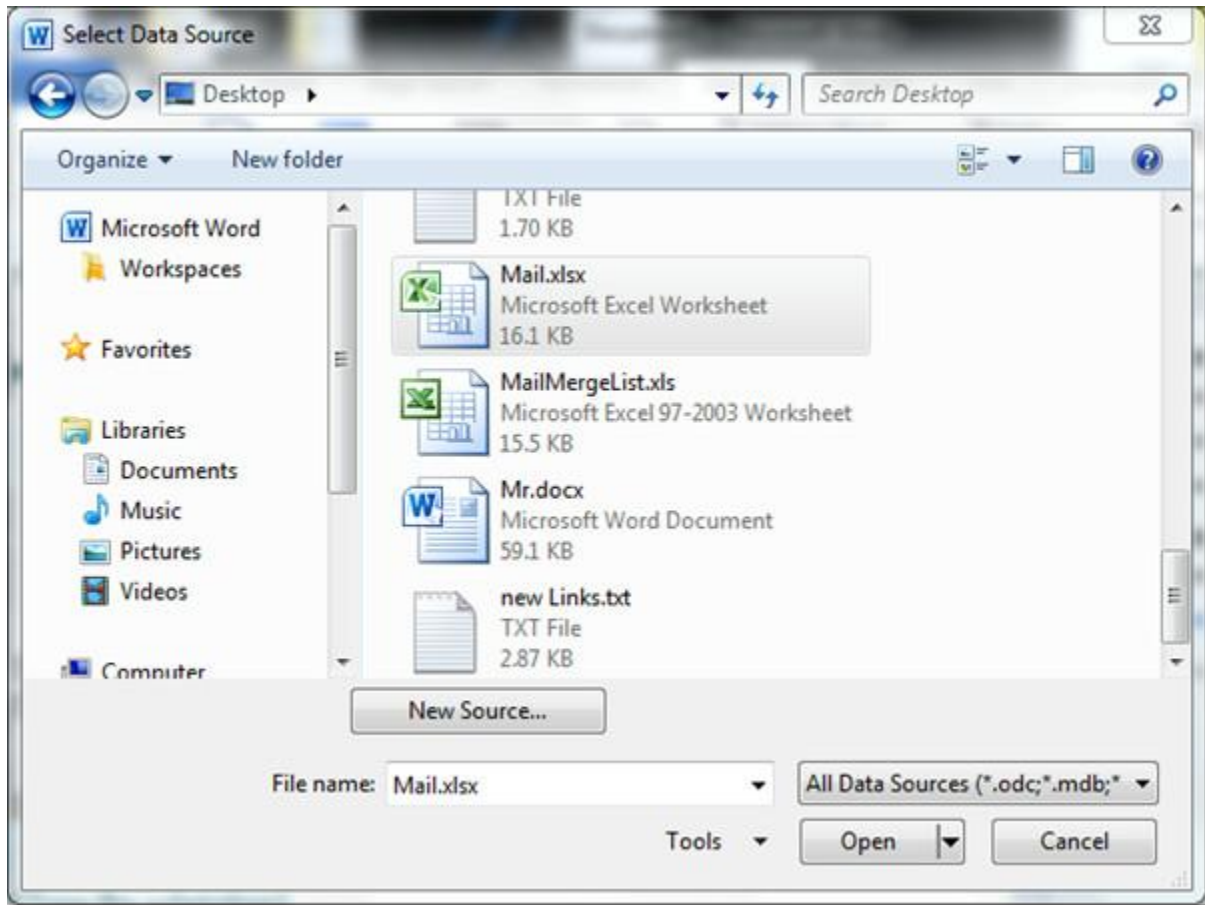 Select Data Source
Desktop
Search Desktop
Organize
New folder
Microsoft Word
Workspaces
Favorites
Libraries
Documents
Music
Pictures
Videos
Computer
TXT File
1.70 KB
Mail.xlsx
Microsoft Excel Worksheet
16.1 KB
MailMergeList.xls
Microsoft Excel 97-2003 Worksheet
15.5 KB
Mr.docx
Microsoft Word Document
59.1 KB
new Links.txt
TXT File
2.87 KB
New Source...
File name: Mail.xlsx
All Data Sources (*.odc;*.mdb;*
Tools
Open
Cancel